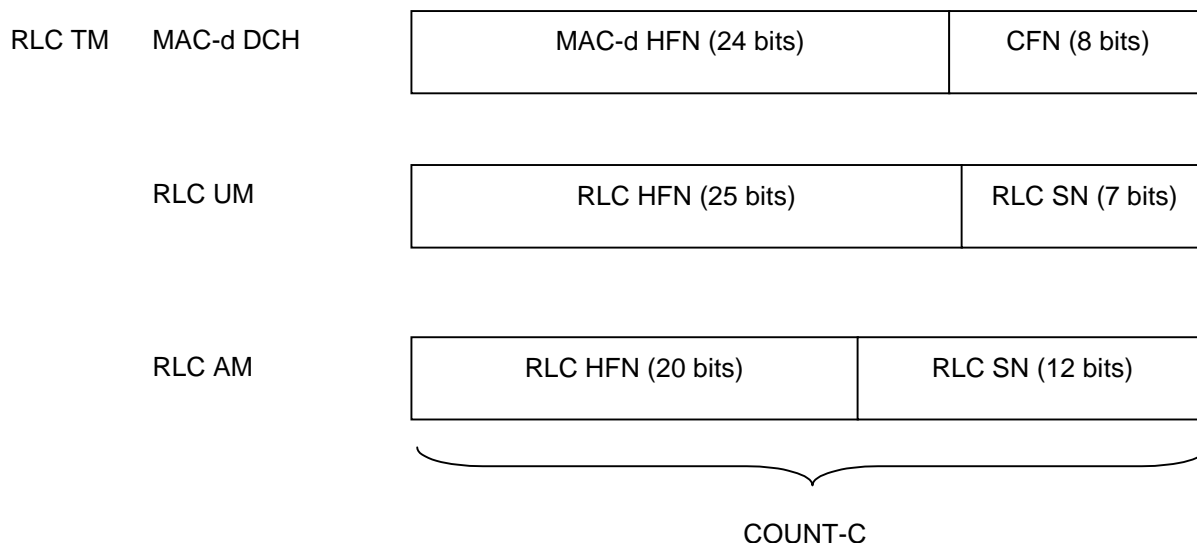 RLC TM MAC-d DCH MAC-d HFN (24 bits) CFN (8 bits)
RLC UM RLC HFN (25 bits) RLC SN (7 bits)
RLC AM RLC HFN (20 bits) RLC SN (12 bits)
COUNT-C